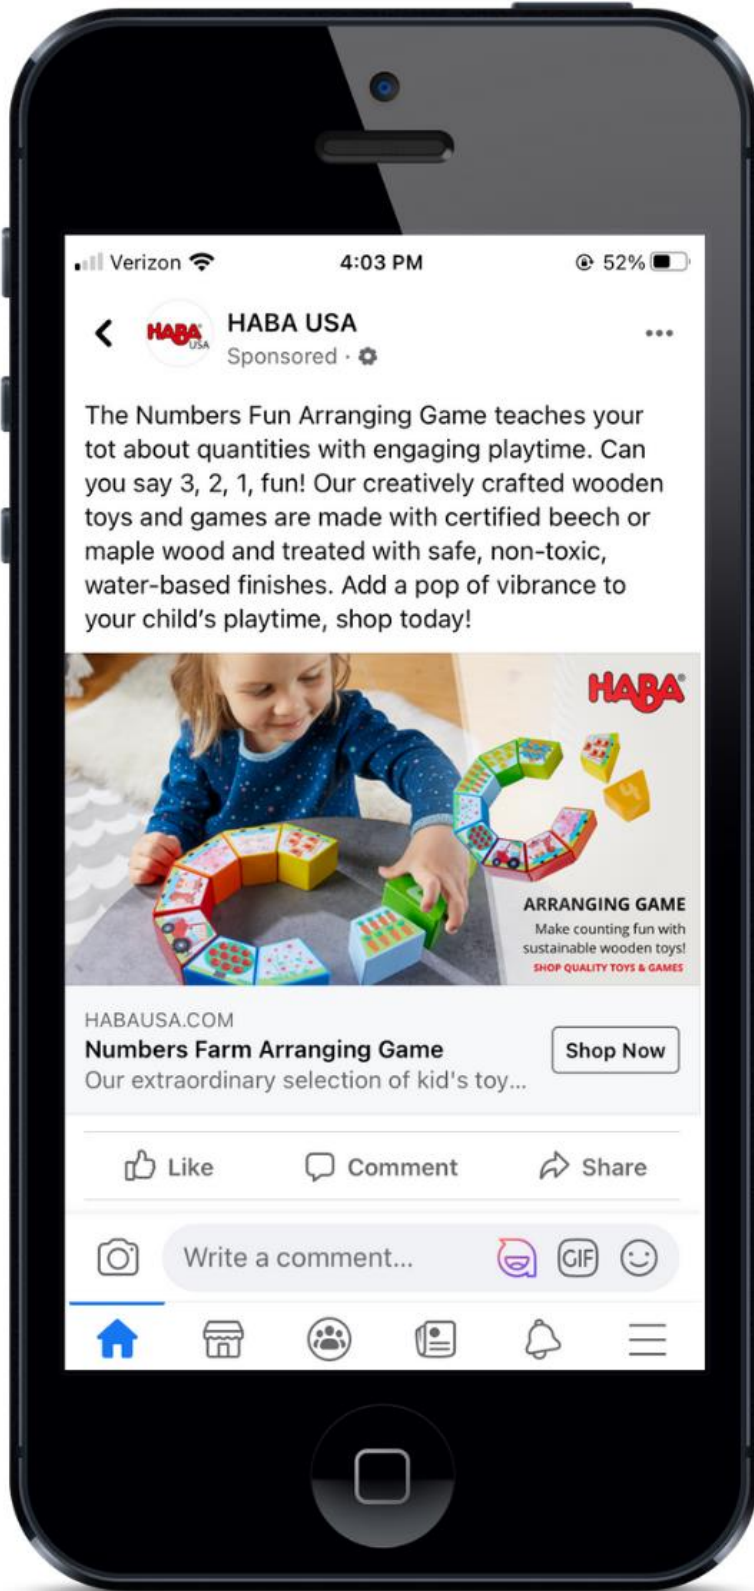 Verizon
4:03 PM
52%
HABA
USA
HABA USA
Sponsored ·
The Numbers Fun Arranging Game teaches your
tot about quantities with engaging playtime. Can
you say 3, 2, 1, fun! Our creatively crafted wooden
toys and games are made with certified beech or
maple wood and treated with safe, non-toxic,
water-based finishes. Add a pop of vibrance to
your child's playtime, shop today!
HABA®
4
ARRANGING GAME
Make counting fun with
sustainable wooden toys!
SHOP QUALITY TOYS & GAMES
HABAUSA.COM
Numbers Farm Arranging Game
Our extraordinary selection of kid's toy...
Shop Now
Like
Comment
Share
Write a comment...
GIF